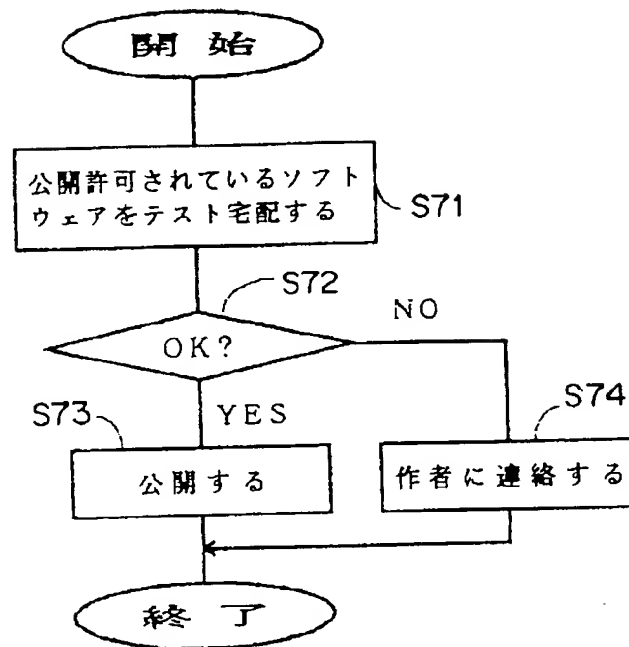 開始
公開許可されているソフト
ウェアをテスト宅配する
S71
S72
NO
OK?
S73
YES
S74
公開する
作者に連絡する
終了